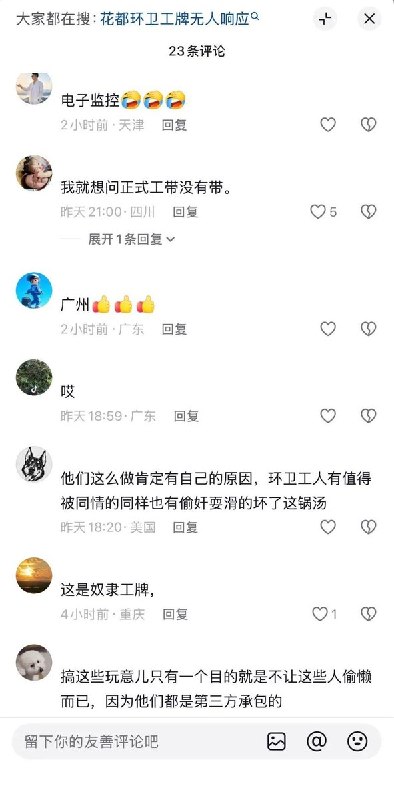 大家都在搜：花都环卫工牌无人响应
23条评论
电子监控🤣🤣🤣
2小时前·天津 回复
我就想问正式工带没有带。
昨天21:00·四川 回复 5
展开1条回复
广州👍👍👍
2小时前·广东 回复
哎
昨天18:59·广东 回复
他们这么做肯定有自己的原因，环卫工人有值得
被同情的同样也有偷奸耍滑的坏了这锅汤
昨天18:20·美国 回复
这是奴隶工牌，
4小时前·重庆 回复 1
搞这些玩意儿只有一个目的就是不让这些人偷懒
而已，因为他们都是第三方承包的
留下你的友善评论吧 @